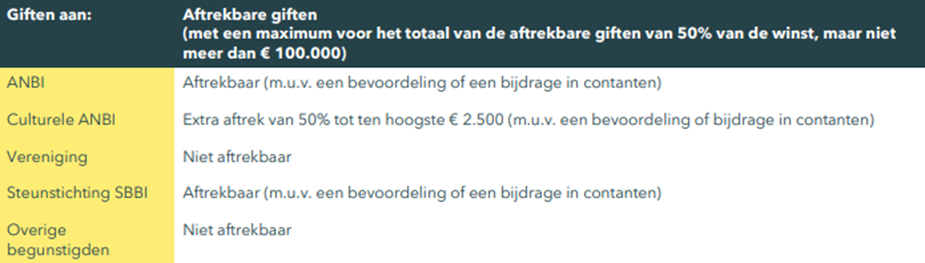 Giften aan: Aftrekbare giften
(met een maximum voor het totaal van de aftrekbare giften van 50% van de winst, maar niet
meer dan € 100.000)
ANBI Aftrekbaar (m.u.v. een bevoordeling of een bijdrage in contanten)
Culturele ANBI Extra aftrek van 50% tot ten hoogste € 2.500 (m.u.v. een bevoordeling of bijdrage in contanten)
Vereniging Niet aftrekbaar
Steunstichting SBBI Aftrekbaar (m.u.v. een bevoordeling of een bijdrage in contanten)
Overige Niet aftrekbaar
begunstigden